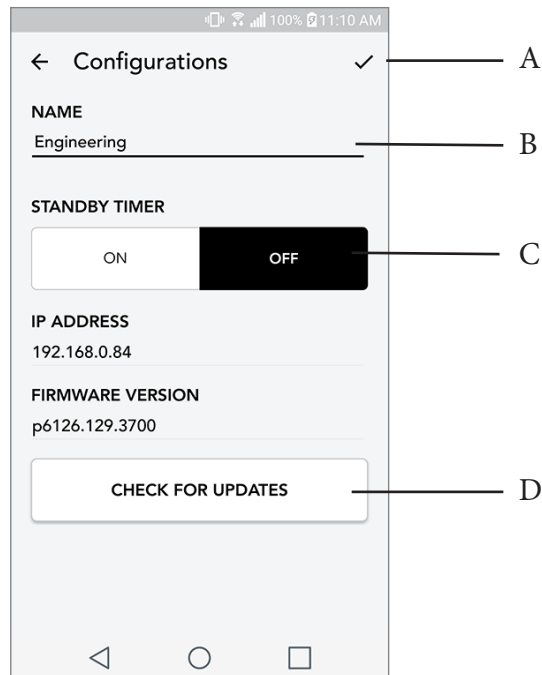 100% 11:10 AM
Configurations
A
NAME
Engineering
B
STANDBY TIMER
ON
OFF
C
IP ADDRESS
192.168.0.84
FIRMWARE VERSION
p6126.129.3700
CHECK FOR UPDATES
D